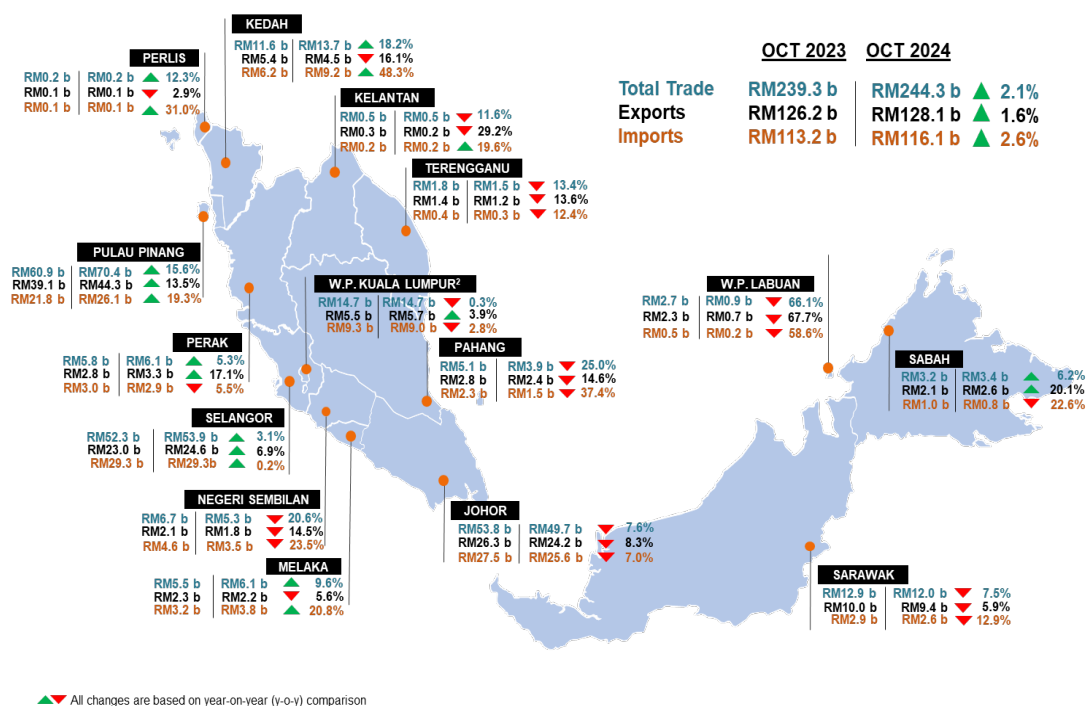 KEDAH
RM11.6 b RM13.7 b 18.2%
RM5.4 b RM4.5 b 16.1%
RM6.2 b RM9.2 b 48.3%
PERLIS
RM0.2 b RM0.2 b 12.3%
RM0.1 b RM0.1 b 2.9%
RM0.1 b RM0.1 b 31.0%
OCT 2023 OCT 2024
Total Trade RM239.3 b RM244.3 b 2.1%
Exports RM126.2 b RM128.1 b 1.6%
Imports RM113.2 b RM116.1 b 2.6%
KELANTAN
RM0.5 b RM0.5 b 11.6%
RM0.3 b RM0.2 b 29.2%
RM0.2 b RM0.2 b 19.6%
TERENGGANU
RM1.8 b RM1.5 b 13.4%
RM1.4 b RM1.2 b 13.6%
RM0.4 b RM0.3 b 12.4%
PULAU PINANG
RM60.9 b RM70.4 b 15.6%
RM39.1 b RM44.3 b 13.5%
RM21.8 b RM26.1 b 19.3%
W.P. KUALA LUMPUR²
RM14.7 b RM14.7 b 0.3%
RM5.5 b RM5.7 b 3.9%
RM9.3 b RM9.0 b 2.8%
W.P. LABUAN
RM2.7 b RM0.9 b 66.1%
RM2.3 b RM0.7 b 67.7%
RM0.5 b RM0.2 b 58.6%
PERAK
RM5.8 b RM6.1 b 5.3%
RM2.8 b RM3.3 b 17.1%
RM3.0 b RM2.9 b 5.5%
PAHANG
RM5.1 b RM3.9 b 25.0%
RM2.8 b RM2.4 b 14.6%
RM2.3 b RM1.5 b 37.4%
SABAH
RM3.2 b RM3.4 b 6.2%
RM2.1 b RM2.6 b 20.1%
RM1.0 b RM0.8 b 22.6%
SELANGOR
RM52.3 b RM53.9 b 3.1%
RM23.0 b RM24.6 b 6.9%
RM29.3 b RM29.3b 0.2%
NEGERI SEMBILAN
RM6.7 b RM5.3 b 20.6%
RM2.1 b RM1.8 b 14.5%
RM4.6 b RM3.5 b 23.5%
JOHOR
RM53.8 b RM49.7 b 7.6%
RM26.3 b RM24.2 b 8.3%
RM27.5 b RM25.6 b 7.0%
MELAKA
RM5.5 b RM6.1 b 9.6%
RM2.3 b RM2.2 b 5.6%
RM3.2 b RM3.8 b 20.8%
SARAWAK
RM12.9 b RM12.0 b 7.5%
RM10.0 b RM9.4 b 5.9%
RM2.9 b RM2.6 b 12.9%
All changes are based on year-on-year (y-o-y) comparison